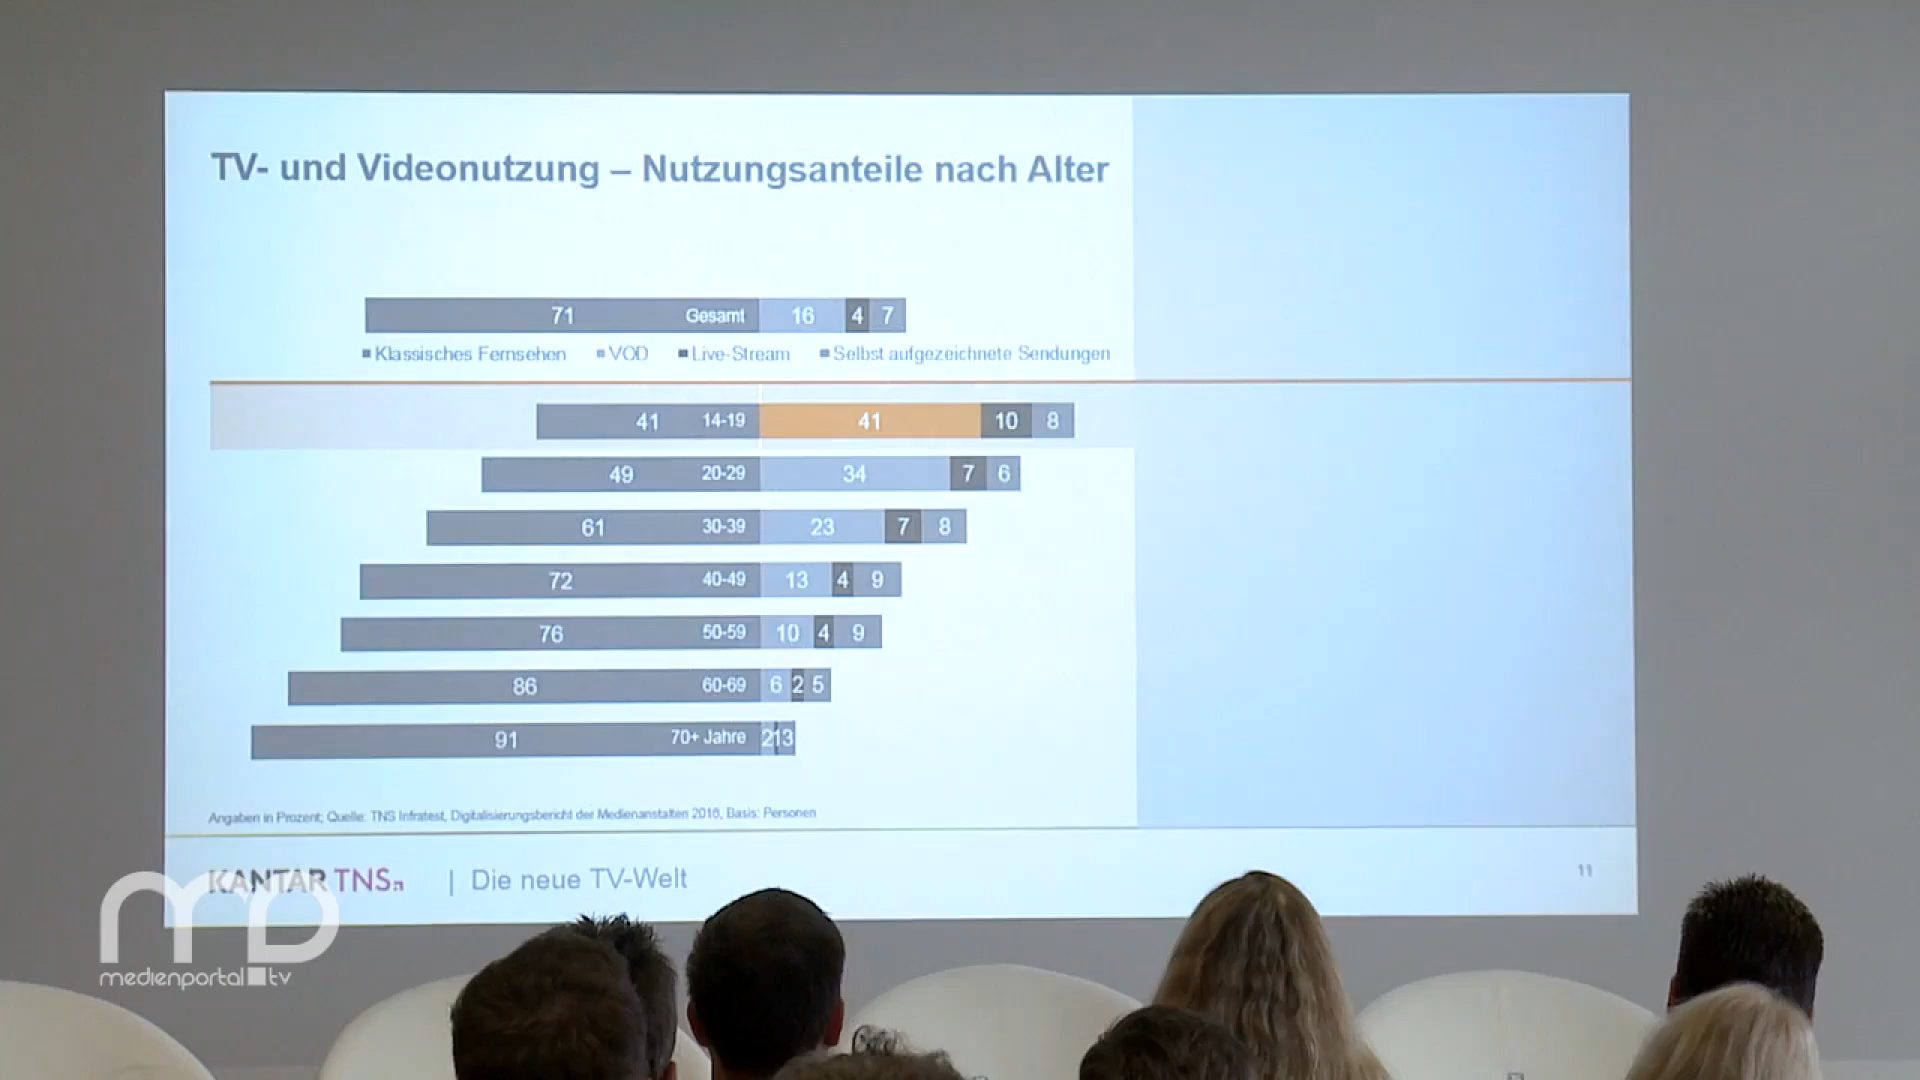 TV- und Videonutzung – Nutzungsanteile nach Alter
71 Gesamt 16 4 7
Klassisches Fernsehen VOD Live-Stream Selbst aufgezeichnete Sendungen
41 14-19 41 10 8
49 20-29 34 7 6
61 30-39 23 7 8
72 40-49 13 4 9
76 50-59 10 4 9
86 60-69 6 2 5
91 70+ Jahre 2 1 3
Angaben in Prozent; Quelle: TNS Infratest, Digitalisierungsbericht der Medienanstalten 2016, Basis: Personen
KANTAR TNS | Die neue TV-Welt
11
medienportal.tv